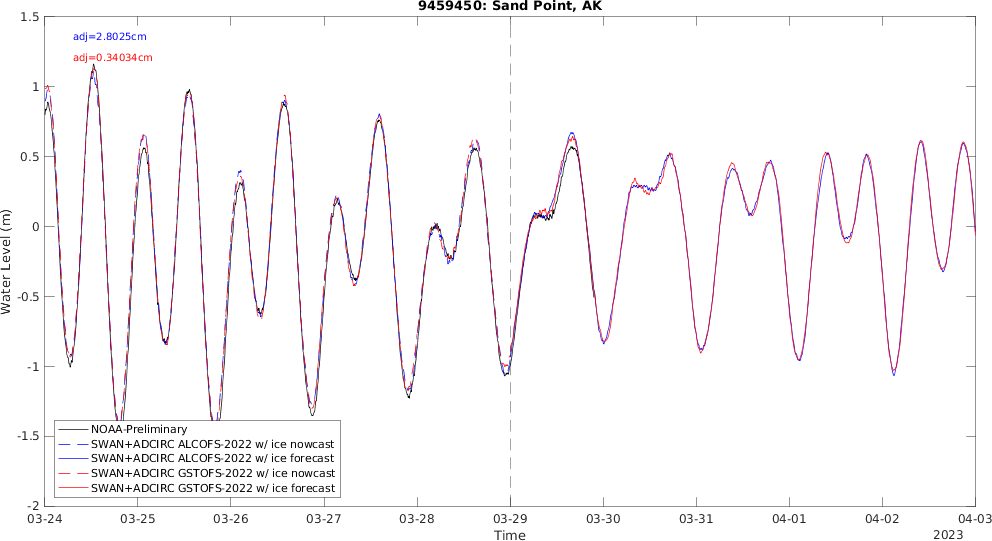 9459450: Sand Point, AK
adj=2.8025cm
adj=0.34034cm
Water Level (m)
1.5
1
0.5
0
-0.5
-1
-1.5
-2
NOAA-Preliminary
SWAN+ADCIRC ALCOFS-2022 w/ ice nowcast
SWAN+ADCIRC ALCOFS-2022 w/ ice forecast
SWAN+ADCIRC GSTOFS-2022 w/ ice nowcast
SWAN+ADCIRC GSTOFS-2022 w/ ice forecast
03-24 03-25 03-26 03-27 03-28 03-29 03-30 03-31 04-01 04-02 04-03
Time
2023